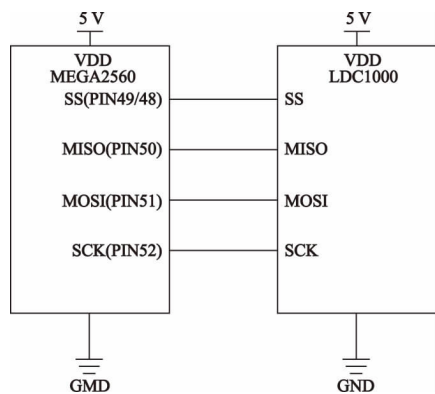 5 V
VDD
MEGA2560
SS(PIN49/48)
MISO(PIN50)
MOSI(PIN51)
SCK(PIN52)
GMD
5 V
VDD
LDC1000
SS
MISO
MOSI
SCK
GND